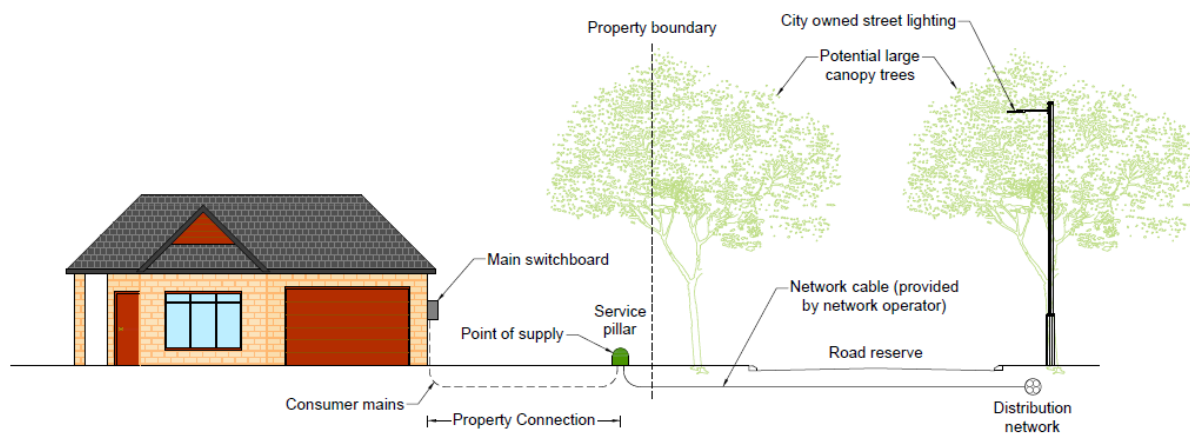 City owned street lighting
Property boundary
Potential large
canopy trees
Main switchboard
Network cable (provided
by network operator)
Service
pillar
Point of supply
Road reserve
Consumer mains
Property Connection
Distribution
network